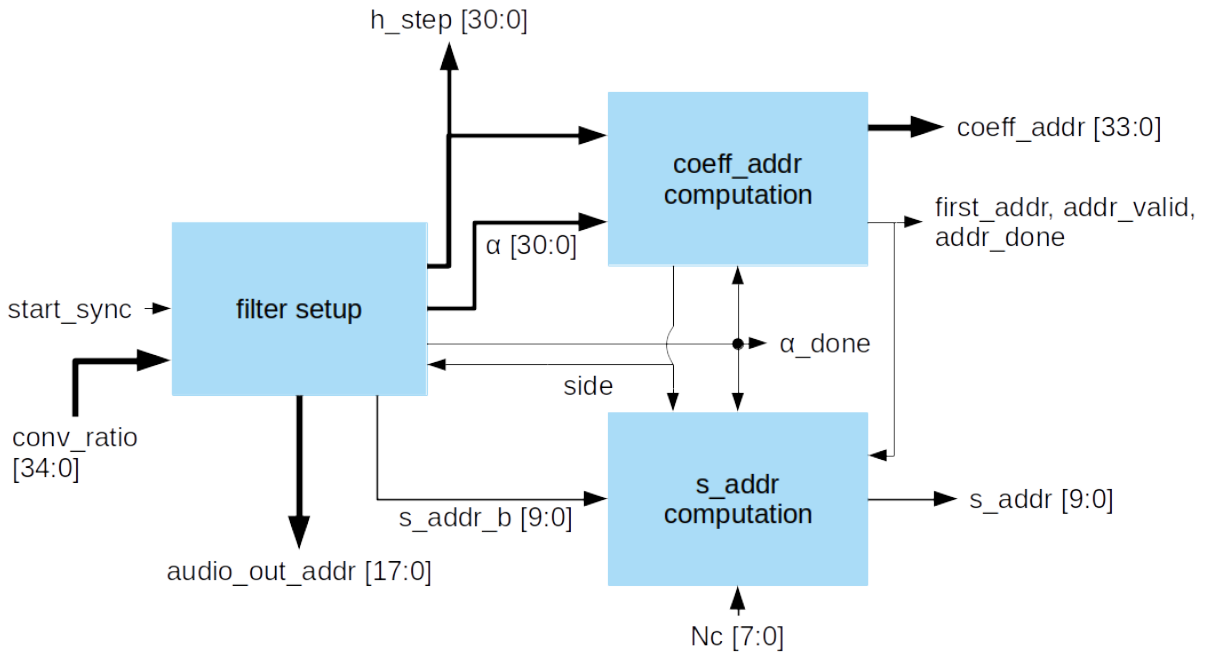 h_step [30:0]
coeff_addr
computation
coeff_addr [33:0]
first_addr, addr_valid,
addr_done
α [30:0]
start_sync
filter setup
α_done
side
conv_ratio
[34:0]
s_addr
computation
s_addr [9:0]
s_addr_b [9:0]
audio_out_addr [17:0]
Nc [7:0]